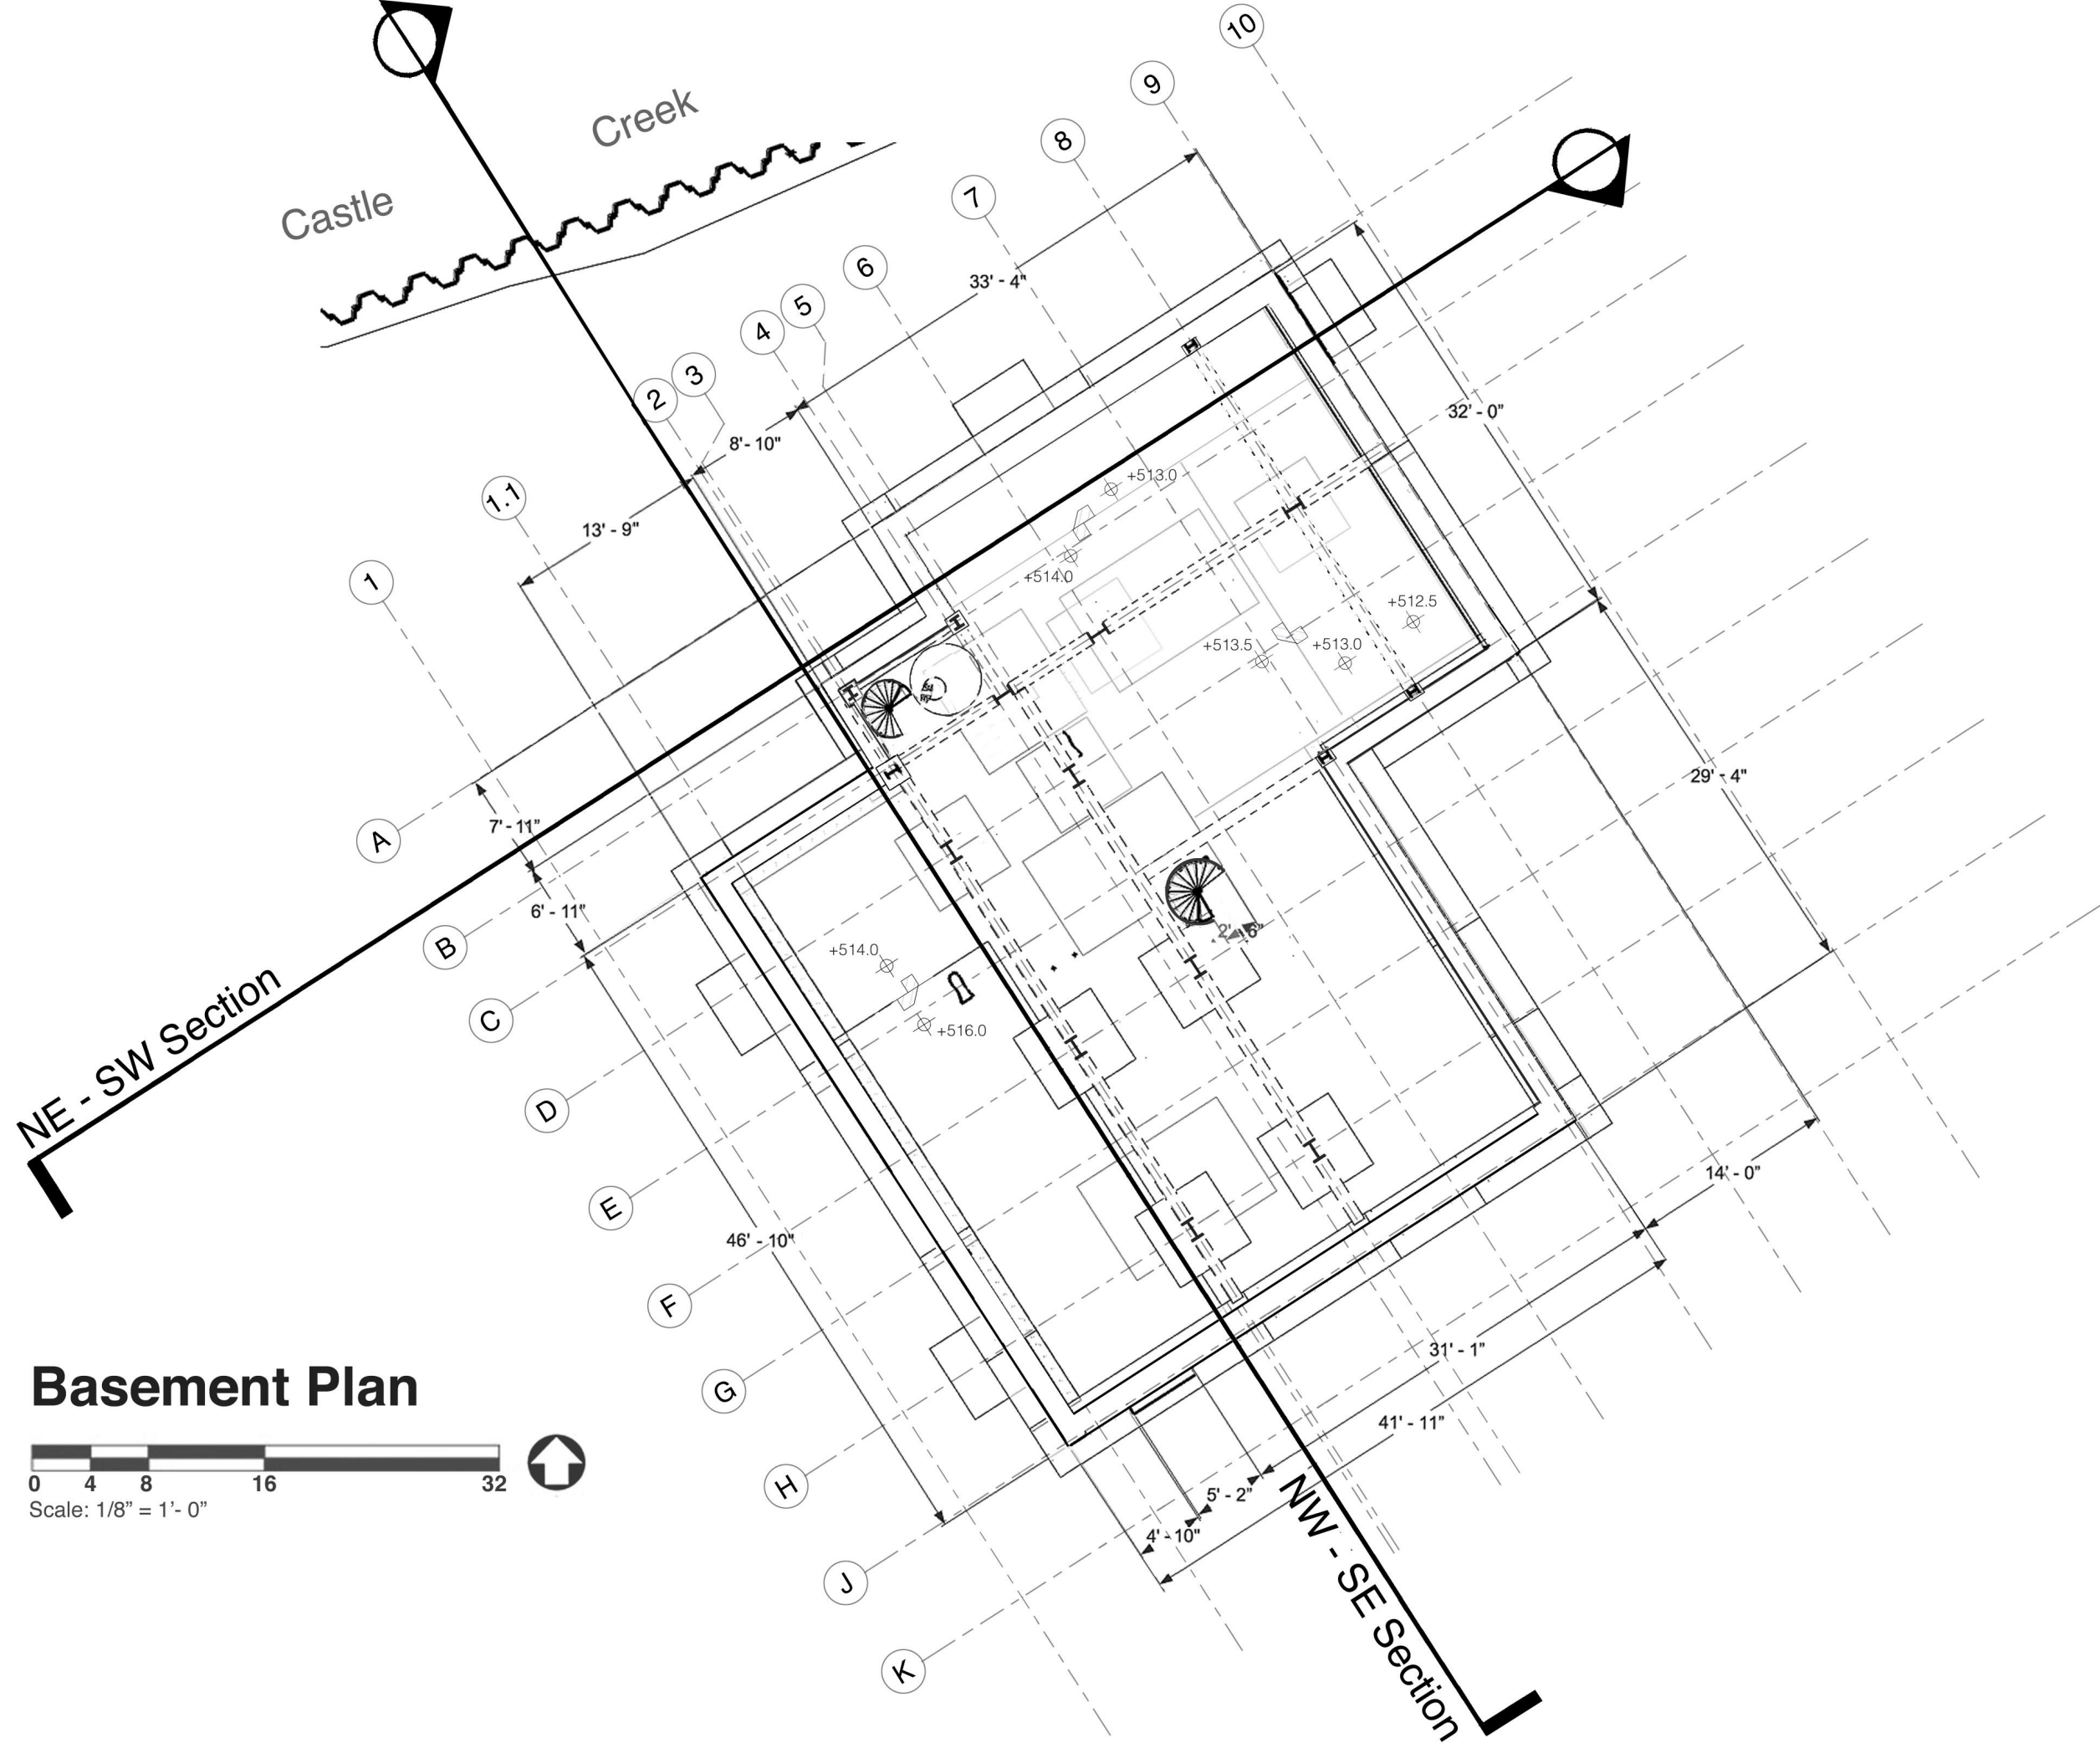 Castle
Creek
10
9
8
7
6
5
4
3
2
1.1
1
33' - 4"
8'- 10"
13' - 9"
32' - 0"
29' - 4"
7' - 11"
6' - 11"
A
B
C
D
E
F
G
H
J
K
+513.0
+514.0
+512.5
+513.5
+513.0
+514.0
+516.0
2' - 6"
46' - 10"
14' - 0"
31' - 1"
41' - 11"
5' - 2"
4' - 10"
NE - SW Section
NW - SE Section
Basement Plan
0 4 8 16 32
Scale: 1/8” = 1’- 0”